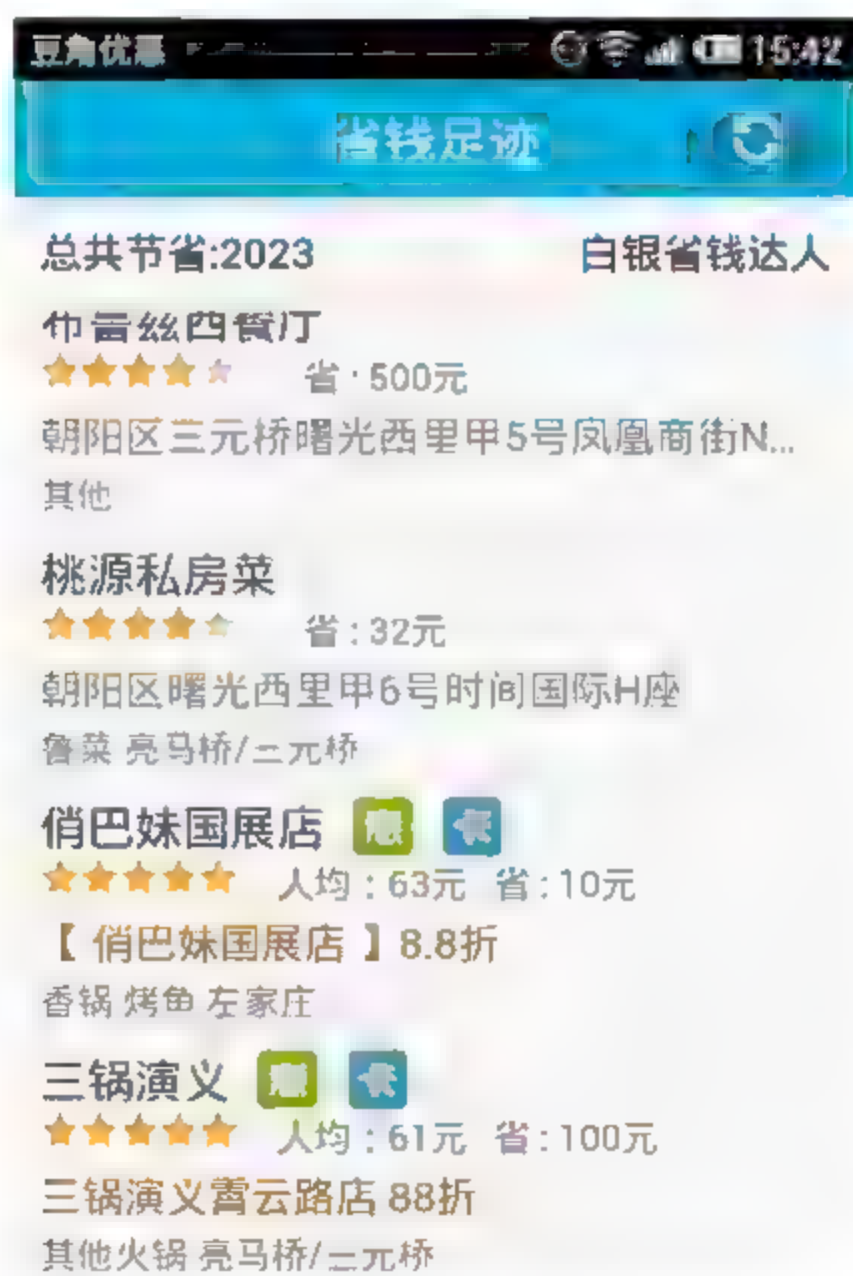 豆角优惠 15:42
省钱足迹
总共节省:2023 白银省钱达人
布蕾丝西餐厅
省:500元
朝阳区三元桥曙光西里甲5号凤凰商街N...
其他
桃源私房菜
省:32元
朝阳区曙光西里甲6号时间国际H座
鲁菜 亮马桥/三元桥
俏巴妹国展店 惠 卡
人均:63元 省:10元
【俏巴妹国展店】8.8折
香锅 烤鱼 左家庄
三锅演义 惠 卡
人均:61元 省:100元
三锅演义霄云路店 88折
其他火锅 亮马桥/三元桥